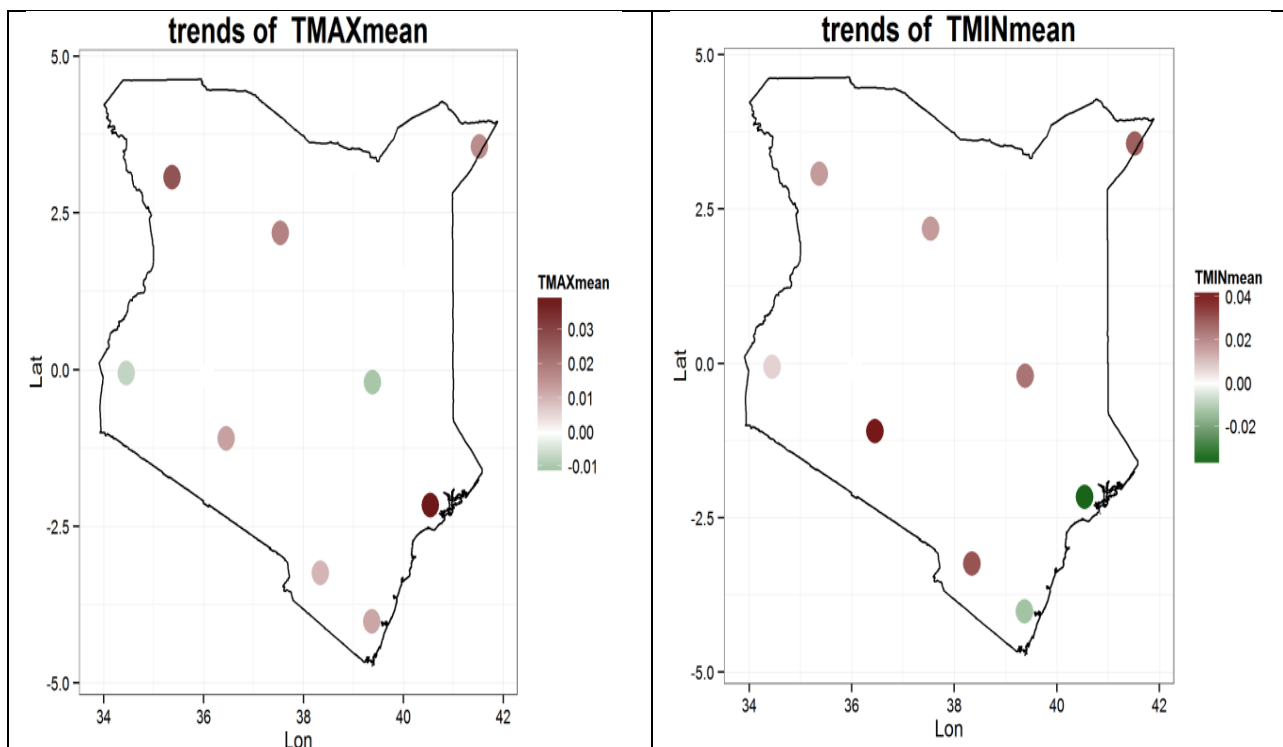 trends of TMAXmean
5.0
2.5
0.0
-2.5
-5.0
Lat
34 36 38 40 42
Lon
TMAXmean
0.03
0.02
0.01
0.00
-0.01
trends of TMINmean
5.0
2.5
0.0
-2.5
-5.0
Lat
34 36 38 40 42
Lon
TMINmean
0.04
0.02
0.00
-0.02